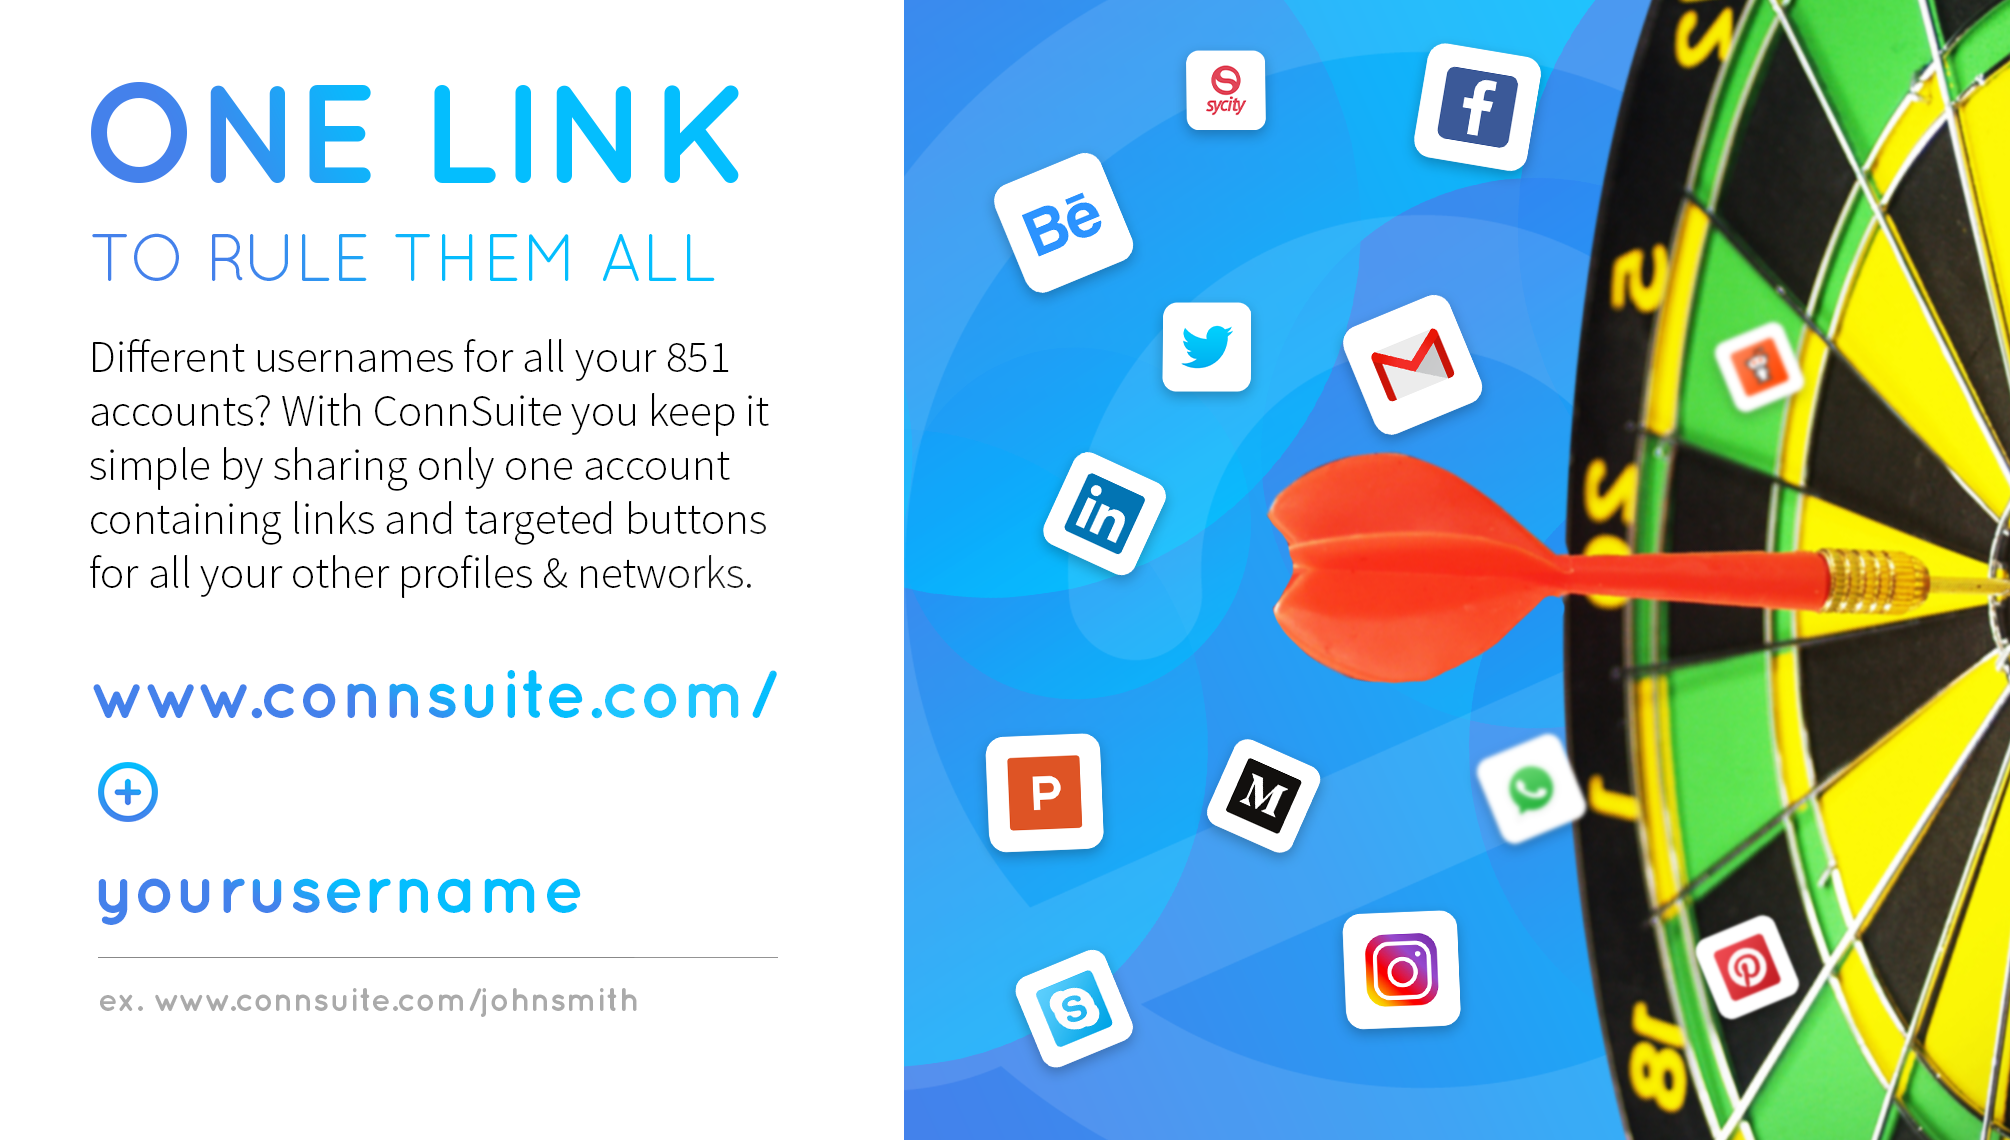 ONE LINK
TO RULE THEM ALL
Different usernames for all your 851
accounts? With ConnSuite you keep it
simple by sharing only one account
containing links and targeted buttons
for all your other profiles & networks.
www.connsuite.com/
yourusername
ex. www.connsuite.com/johnsmith
sycity
f
Bē
in
P
M
S
12
5
20
1
18